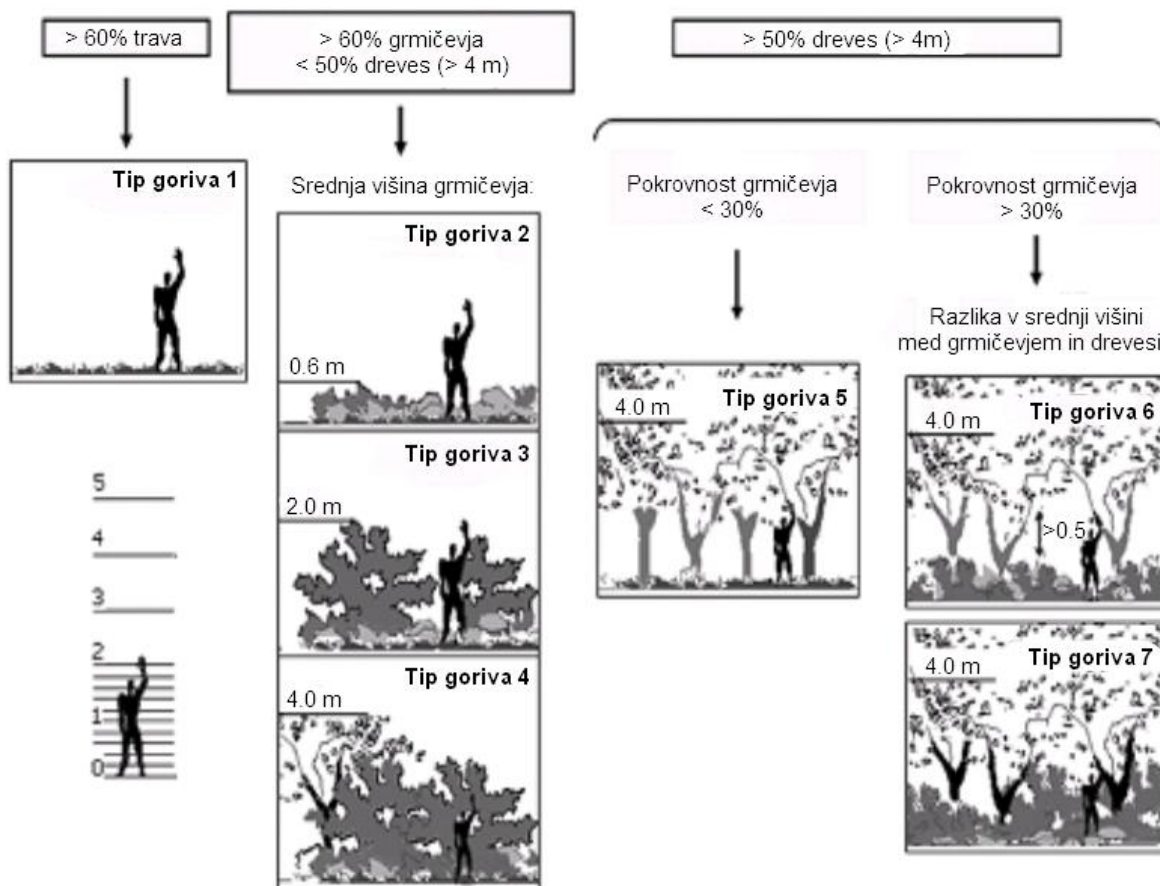 > 60% trava
> 60% grmičevja
< 50% dreves (> 4 m)
> 50% dreves (> 4m)
Tip goriva 1
5
4
3
2
1
0
Srednja višina grmičevja:
Tip goriva 2
0.6 m
Tip goriva 3
2.0 m
Tip goriva 4
4.0 m
Pokrovnost grmičevja
< 30%
Tip goriva 5
4.0 m
Pokrovnost grmičevja
> 30%
Razlika v srednji višini
med grmičevjem in drevesi
Tip goriva 6
4.0 m
>0.5
Tip goriva 7
4.0 m